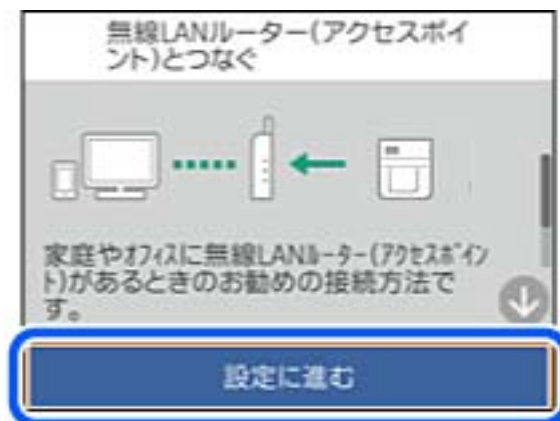 無線LANルーター(アクセスポイ
ント)とつなぐ
家庭やｵﾌｨｽに無線LANﾙｰﾀｰ(ｱｸｾｽﾎﾟｲﾝ
ﾄ)があるときのお勧めの接続方法で
す。
設定に進む